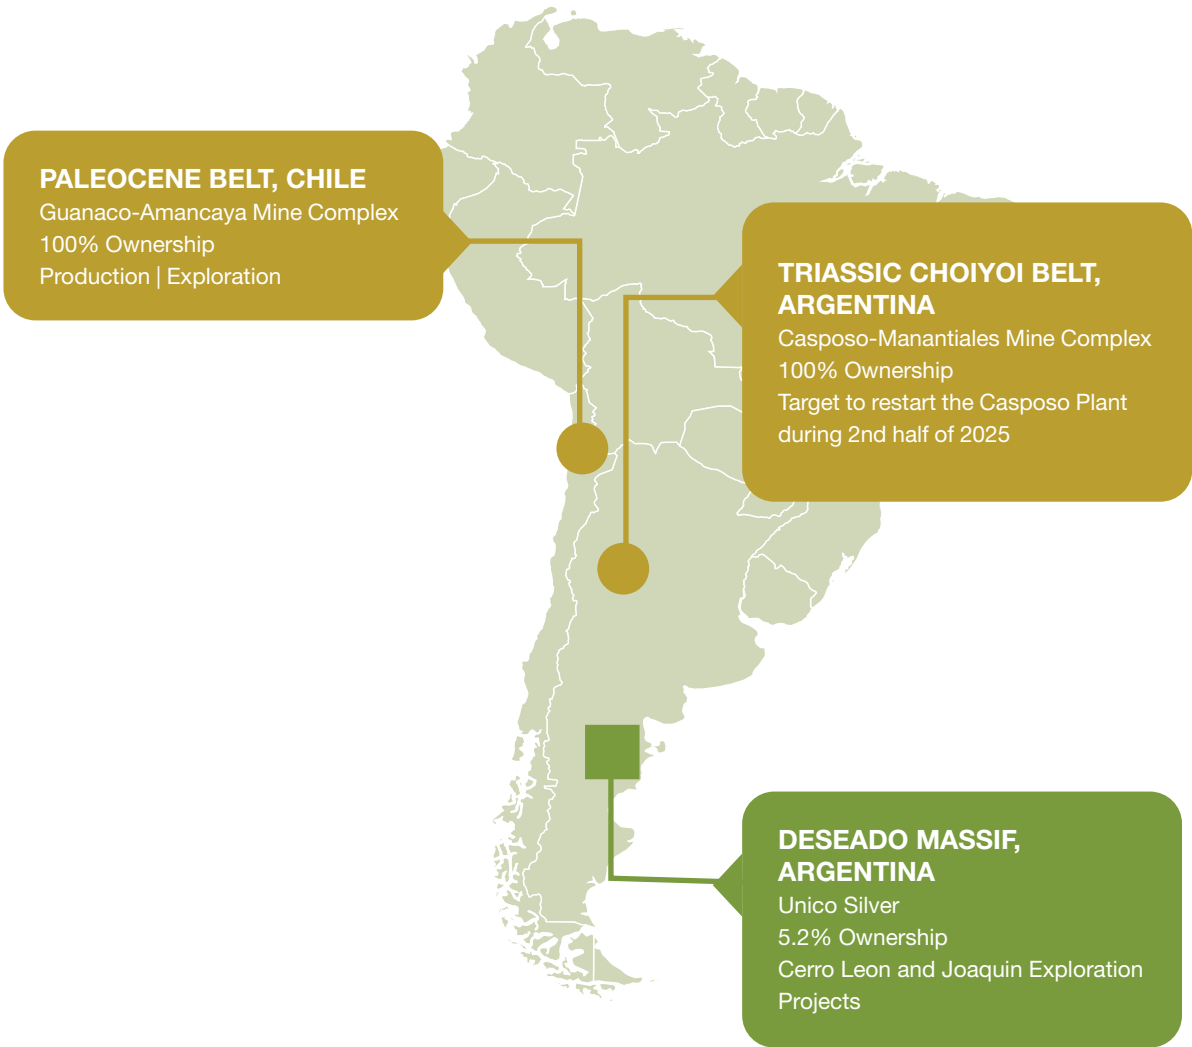 PALEOCENE BELT, CHILE
Guanaco-Amancaya Mine Complex
100% Ownership
Production | Exploration
TRIASSIC CHOIYOI BELT,
ARGENTINA
Casposo-Manantiales Mine Complex
100% Ownership
Target to restart the Casposo Plant
during 2nd half of 2025
DESEADO MASSIF,
ARGENTINA
Unico Silver
5.2% Ownership
Cerro Leon and Joaquin Exploration
Projects